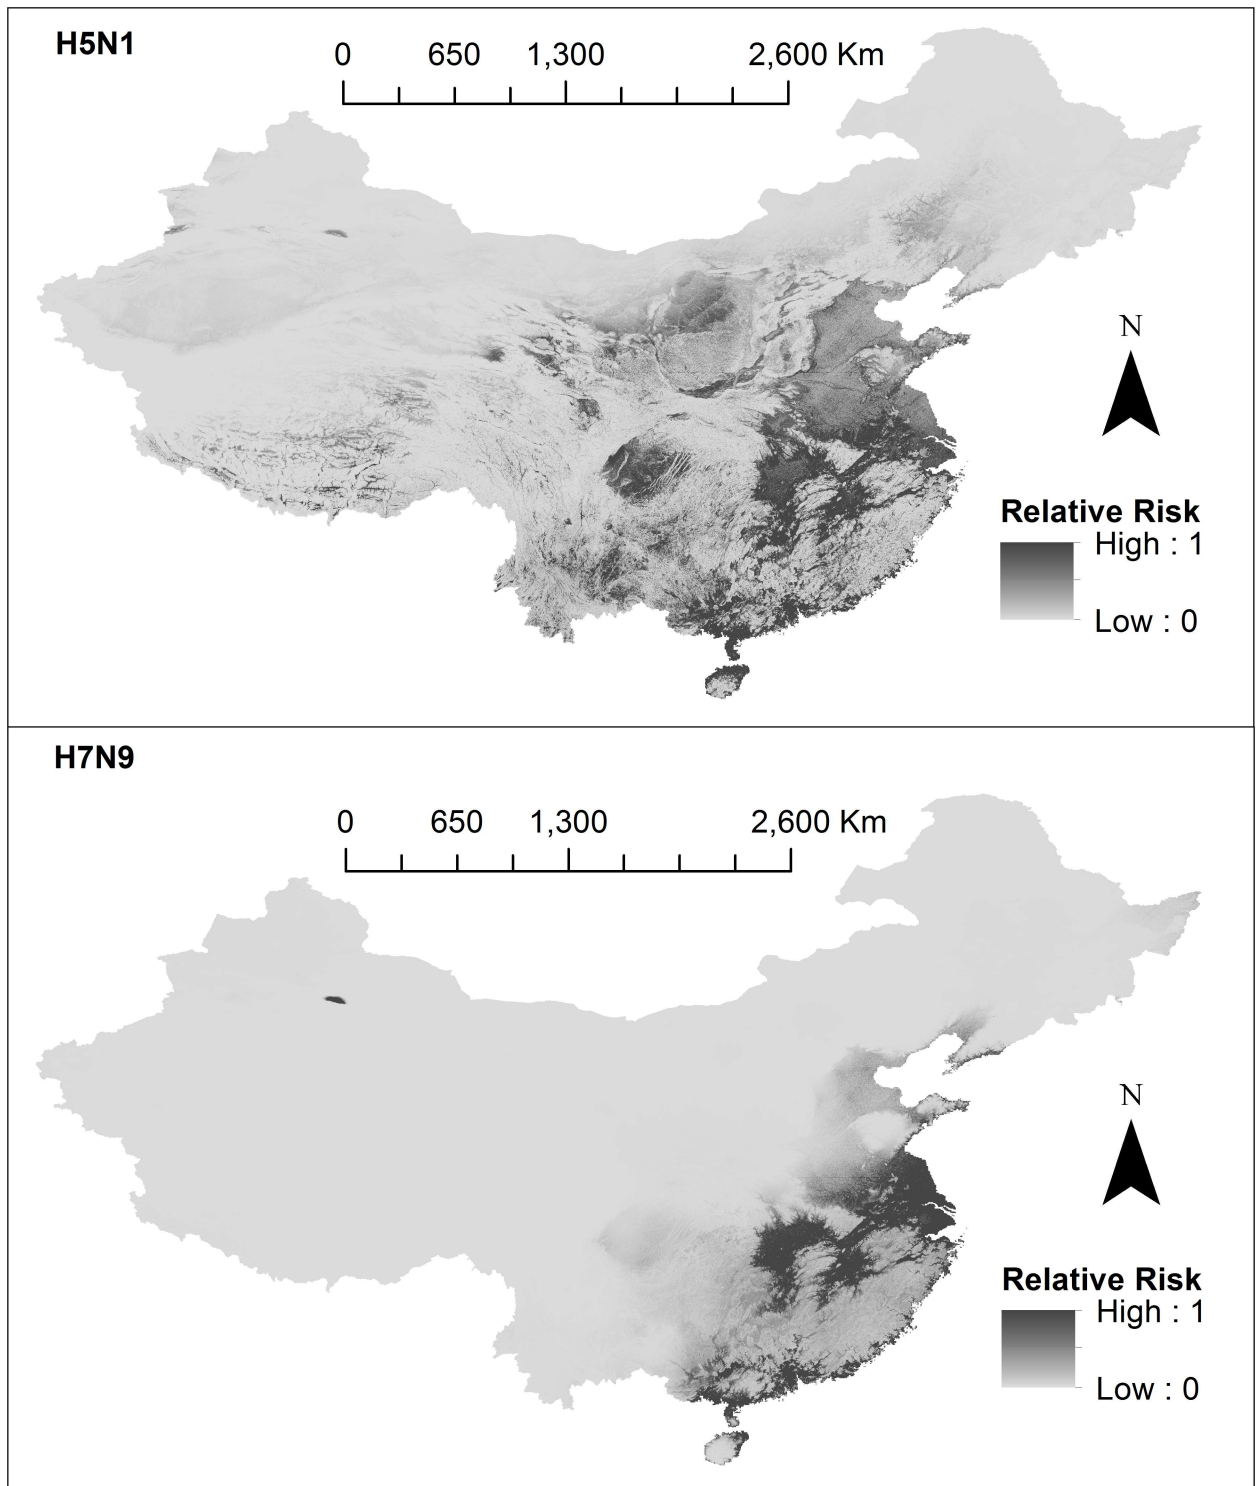 H5N1
0 650 1,300 2,600 Km
N
Relative Risk
High : 1
Low : 0
H7N9
0 650 1,300 2,600 Km
N
Relative Risk
High : 1
Low : 0